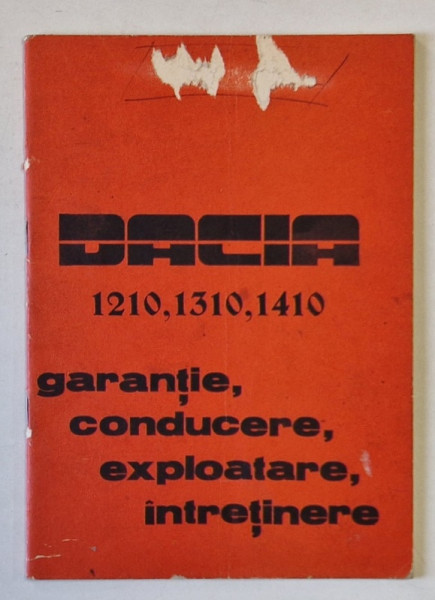 DACIA
1210,1310,1410
garanție,
conducere,
exploatare,
întreținere